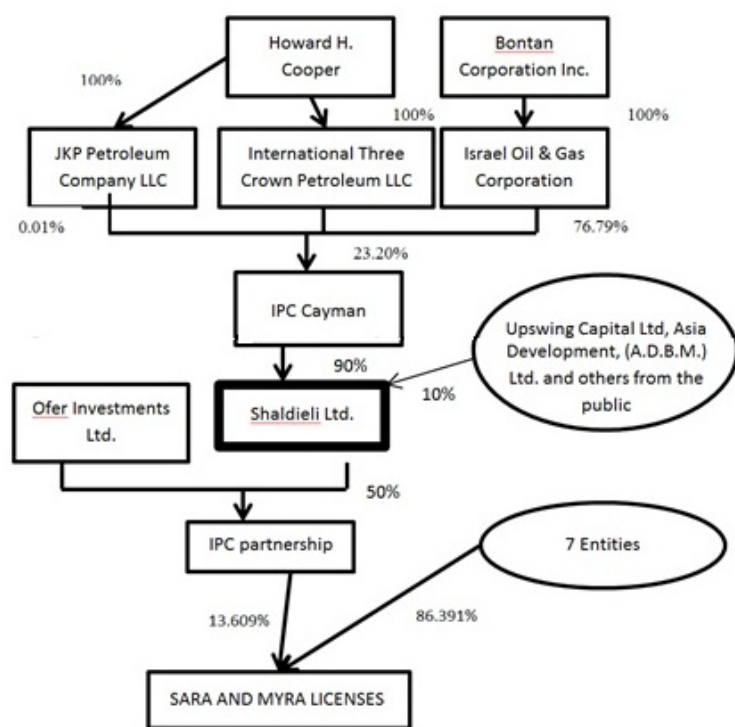 Howard H.
Cooper
Bontan
Corporation Inc.
100%
100%
100%
JKP Petroleum
Company LLC
International Three
Crown Petroleum LLC
Israel Oil & Gas
Corporation
0.01%
76.79%
23.20%
IPC Cayman
Upswing Capital Ltd, Asia
Development, (A.D.B.M.)
Ltd. and others from the
public
90%
10%
Ofer Investments
Ltd.
Shaldieli Ltd.
50%
IPC partnership
7 Entities
13.609%
86.391%
SARA AND MYRA LICENSES